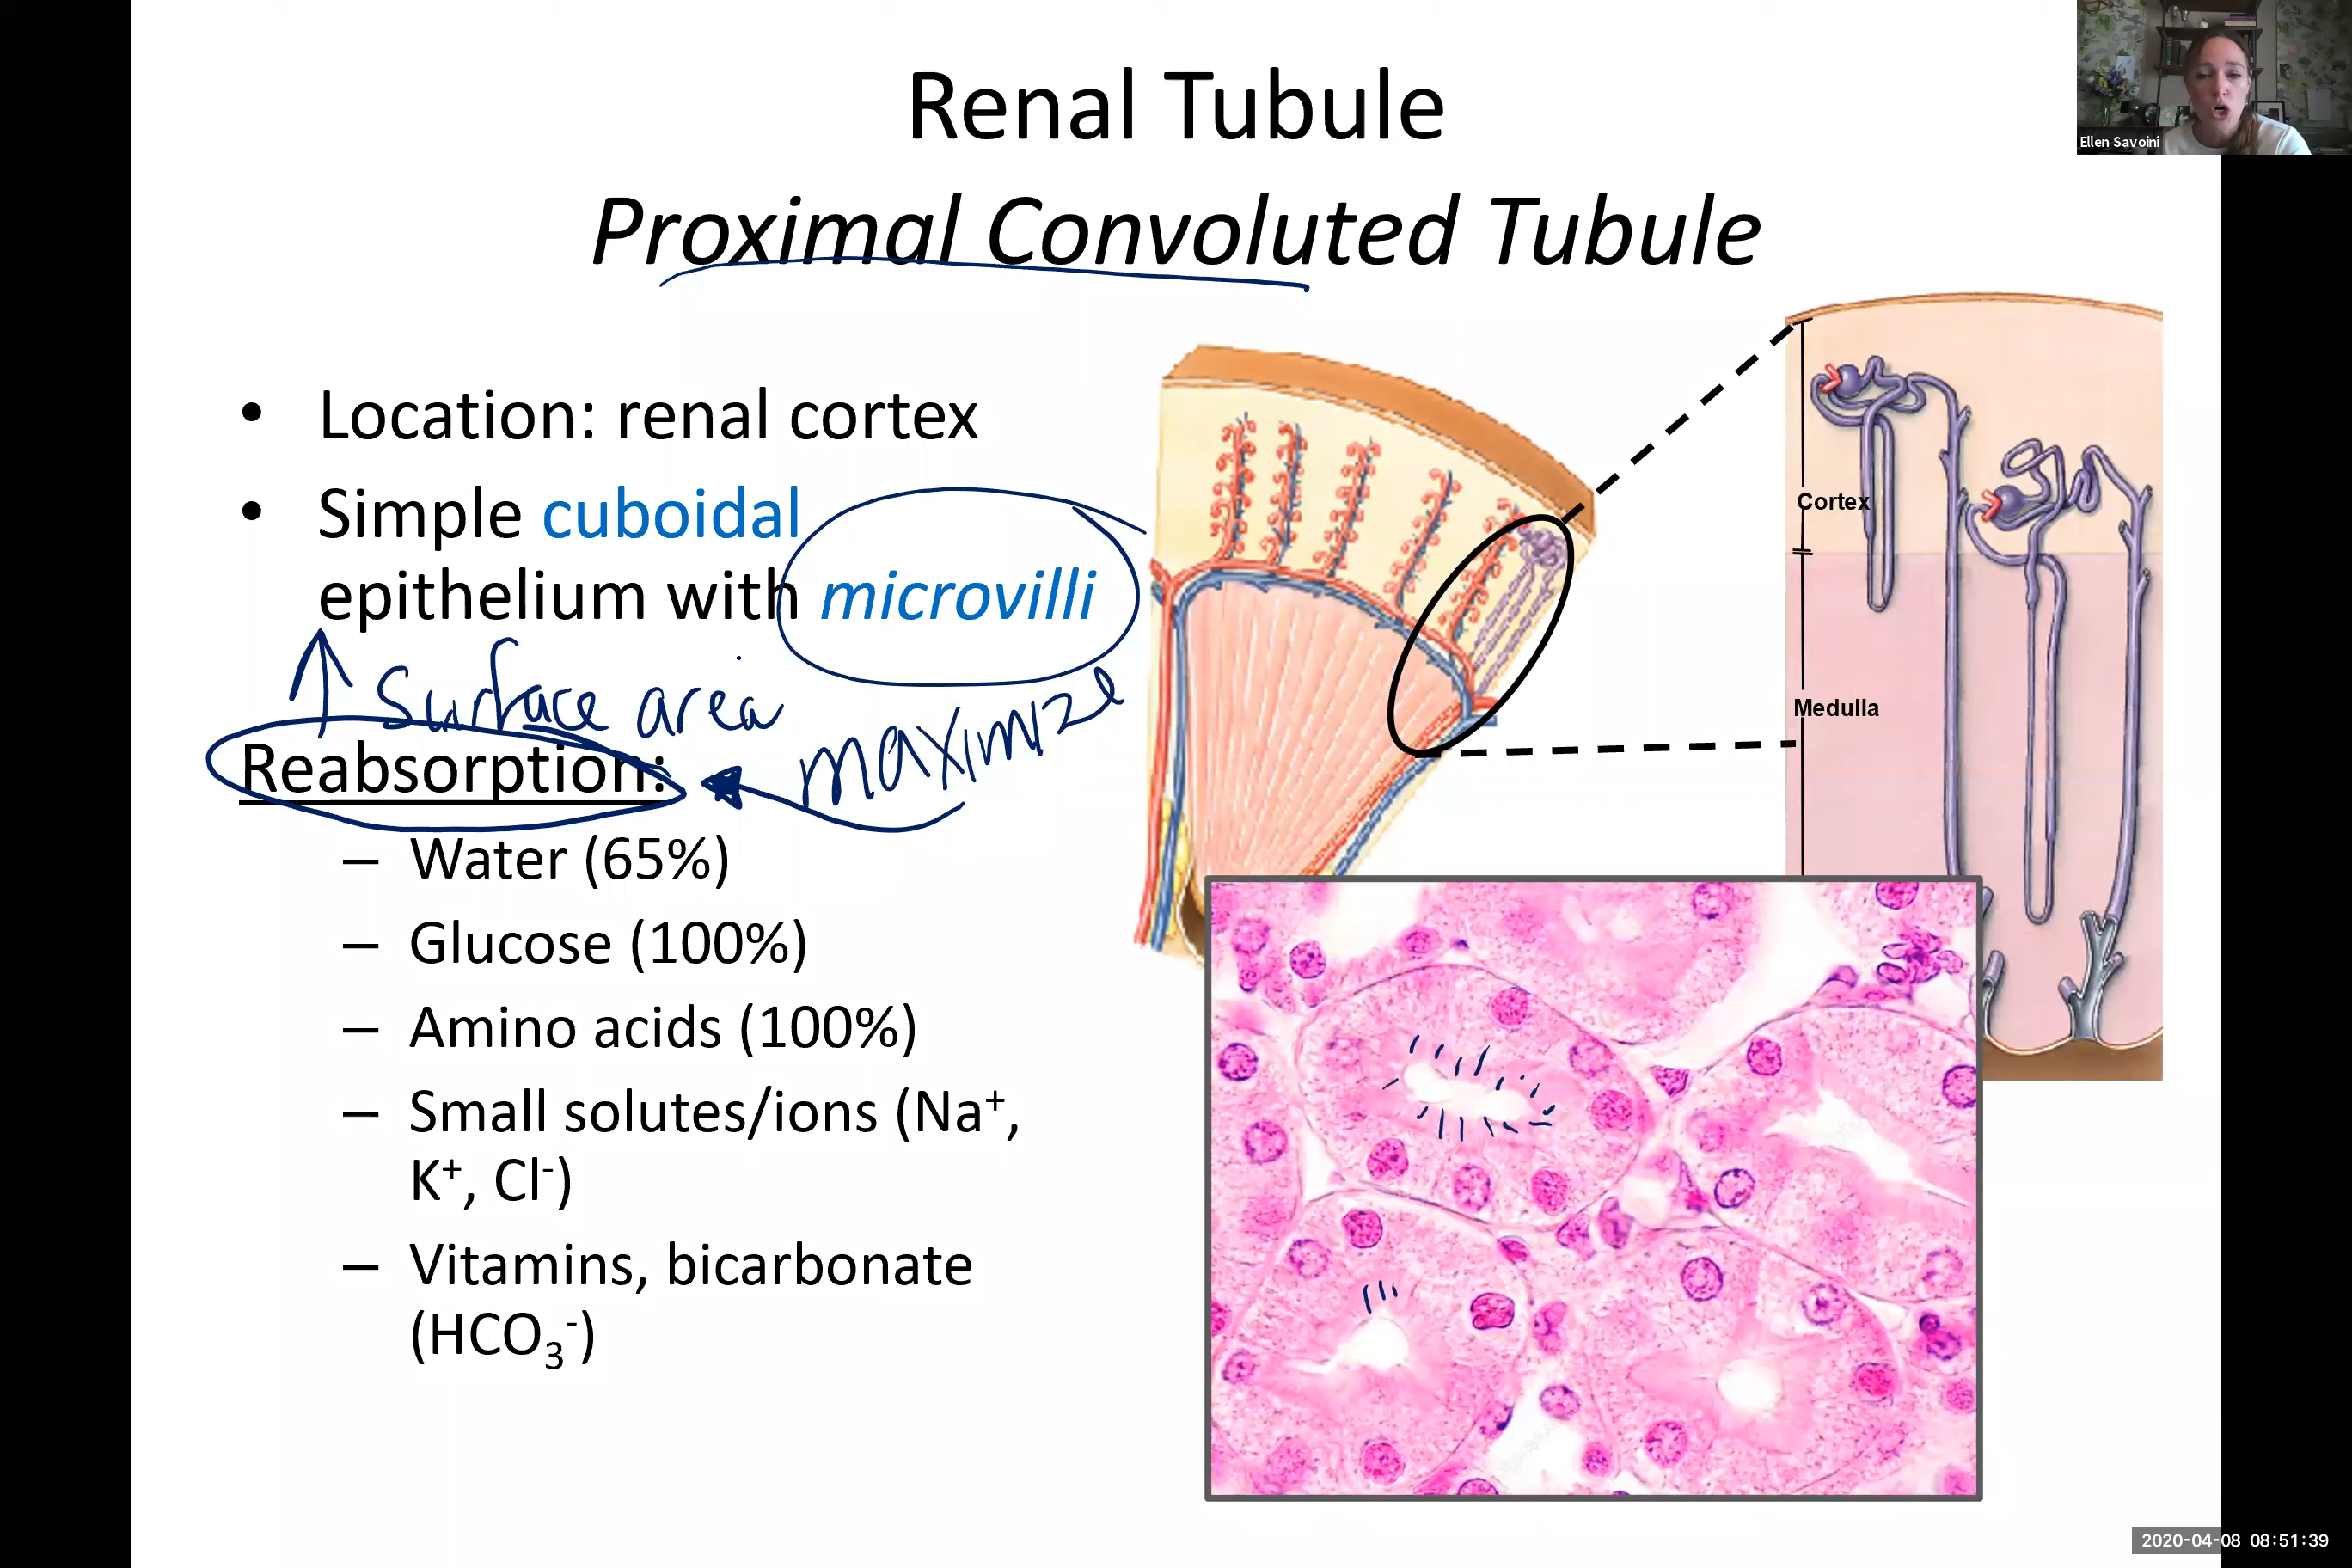 Renal Tubule
Proximal Convoluted Tubule
Ellen Savoini
• Location: renal cortex
• Simple cuboidal
epithelium with microvilli
↑ Surface area
maximize
Reabsorption:
– Water (65%)
– Glucose (100%)
– Amino acids (100%)
– Small solutes/ions (Na⁺,
K⁺, Cl⁻)
– Vitamins, bicarbonate
(HCO₃⁻)
Cortex
Medulla
2020-04-08 08:51:39